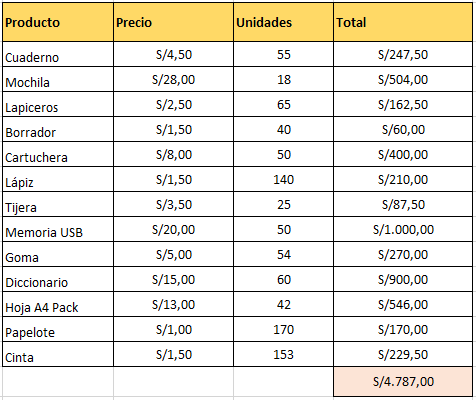 Producto Precio Unidades Total
Cuaderno S/4,50 55 S/247,50
Mochila S/28,00 18 S/504,00
Lapiceros S/2,50 65 S/162,50
Borrador S/1,50 40 S/60,00
Cartuchera S/8,00 50 S/400,00
Lápiz S/1,50 140 S/210,00
Tijera S/3,50 25 S/87,50
Memoria USB S/20,00 50 S/1.000,00
Goma S/5,00 54 S/270,00
Diccionario S/15,00 60 S/900,00
Hoja A4 Pack S/13,00 42 S/546,00
Papelote S/1,00 170 S/170,00
Cinta S/1,50 153 S/229,50
S/4.787,00